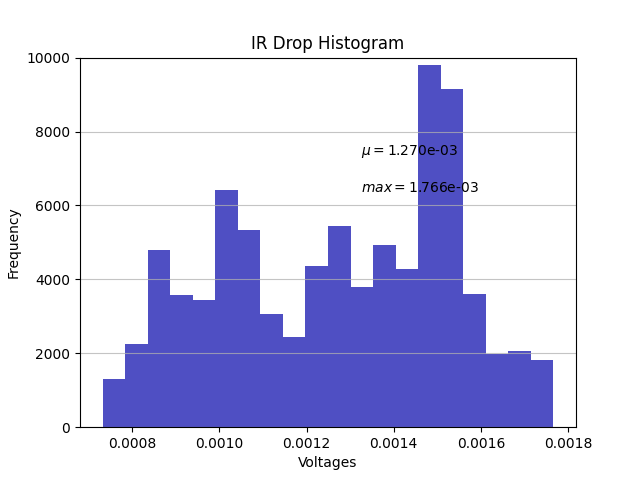 IR Drop Histogram
10000
8000
6000
4000
2000
0
Frequency
μ = 1.270e-03
max = 1.766e-03
0.0008 0.0010 0.0012 0.0014 0.0016 0.0018
Voltages